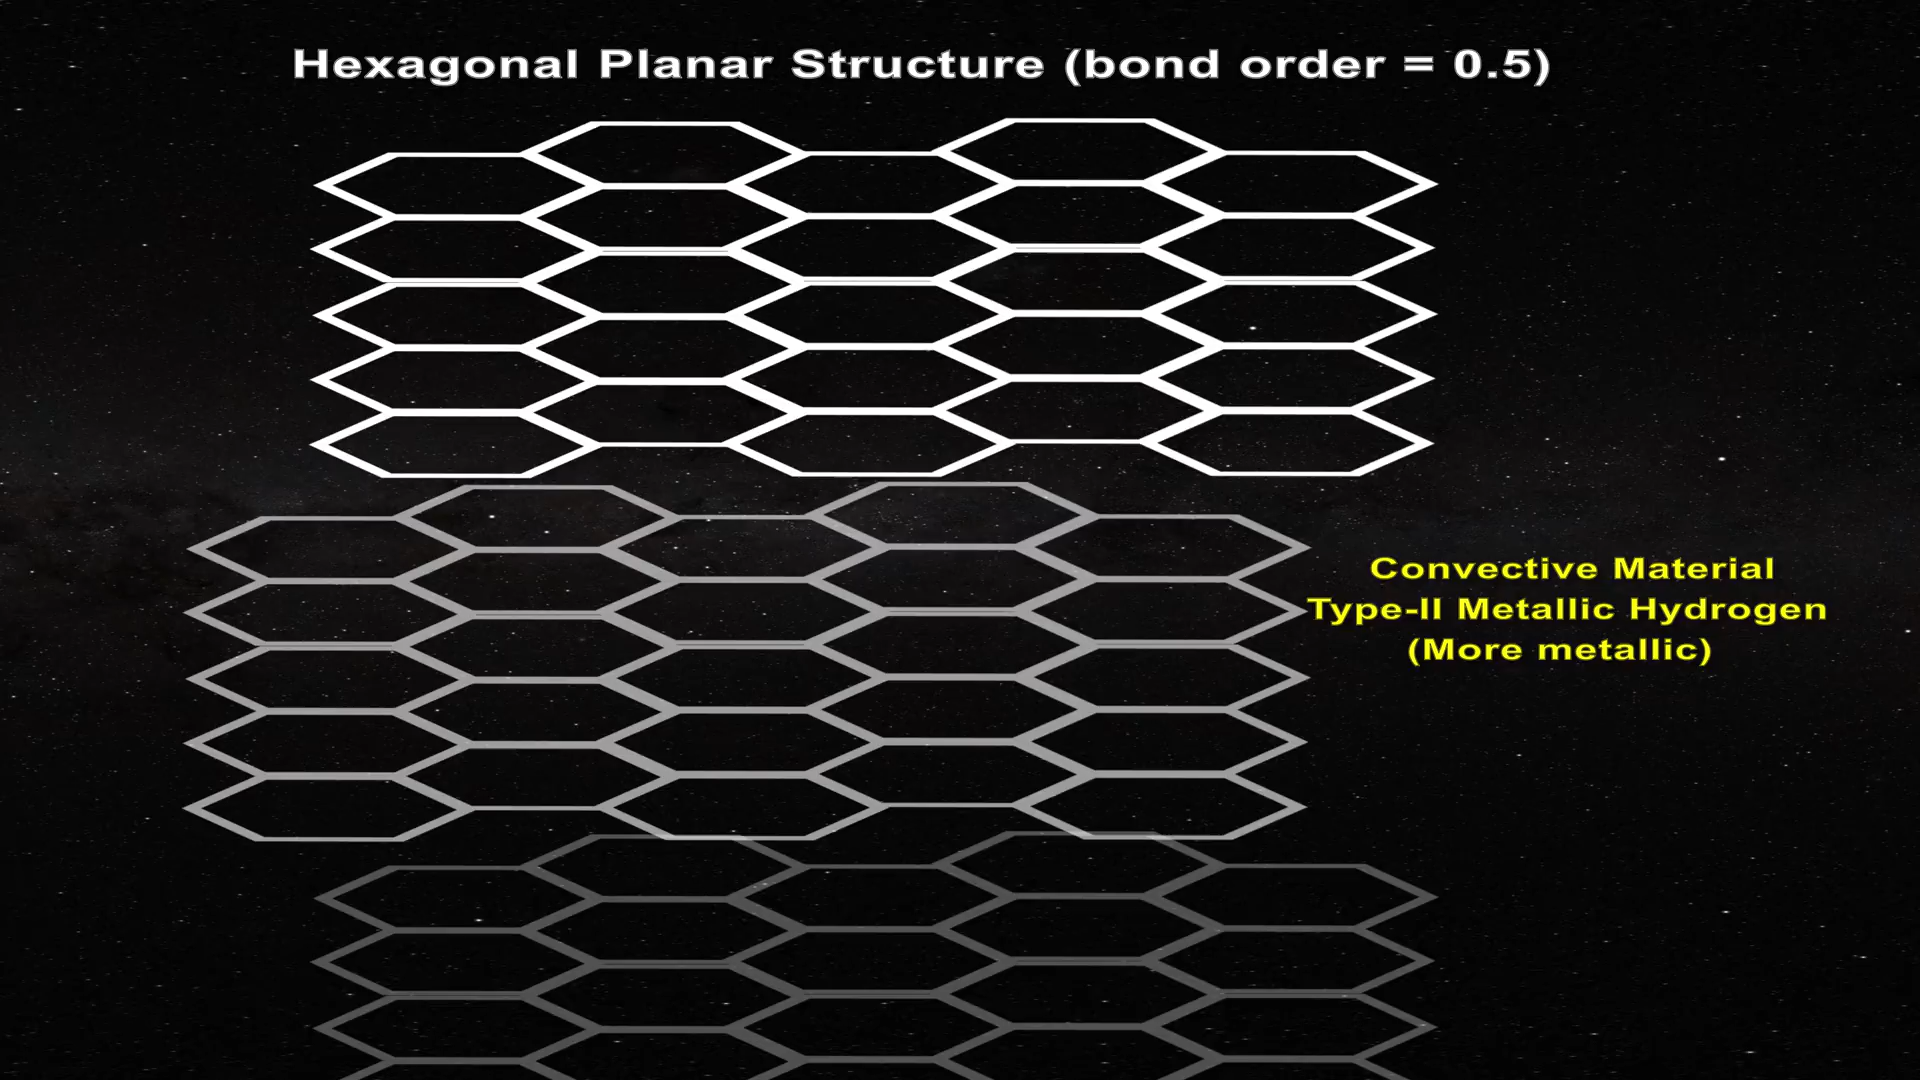 Hexagonal Planar Structure (bond order = 0.5)
Convective Material
Type-II Metallic Hydrogen
(More metallic)